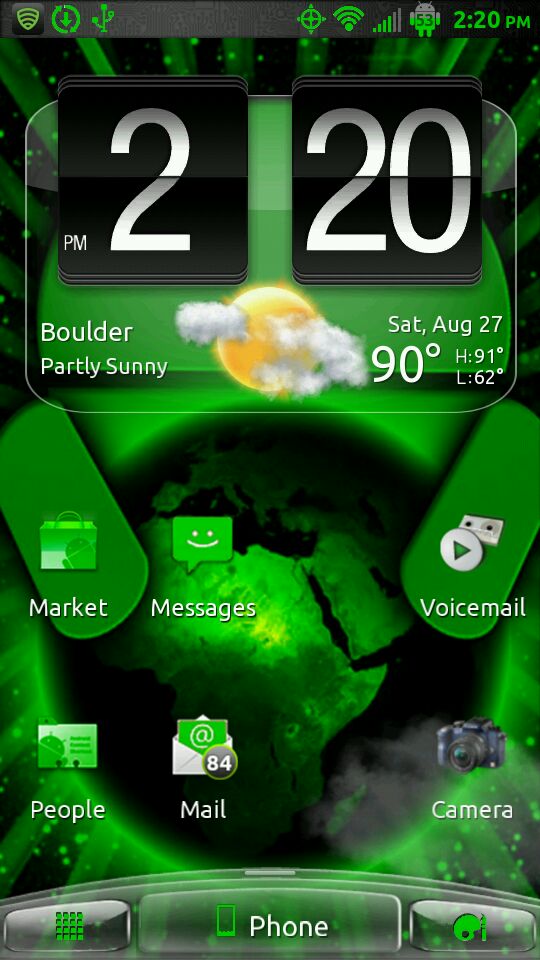 53 2:20 PM
2 20
PM
Boulder
Partly Sunny
Sat, Aug 27
90° H:91°
L:62°
Market Messages Voicemail
84
People Mail Camera
Phone